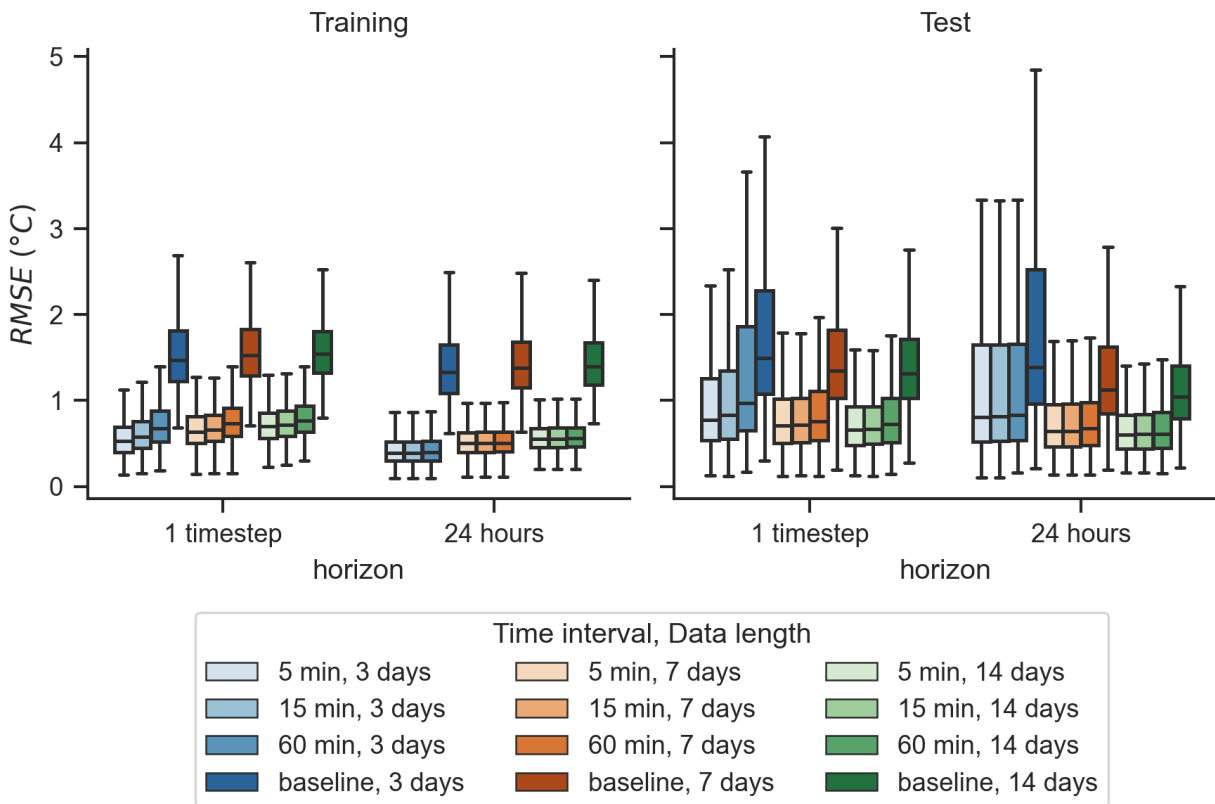 Training
Test
RMSE (°C)
5
4
3
2
1
0
1 timestep
24 hours
1 timestep
24 hours
horizon
horizon
Time interval, Data length
5 min, 3 days
5 min, 7 days
5 min, 14 days
15 min, 3 days
15 min, 7 days
15 min, 14 days
60 min, 3 days
60 min, 7 days
60 min, 14 days
baseline, 3 days
baseline, 7 days
baseline, 14 days